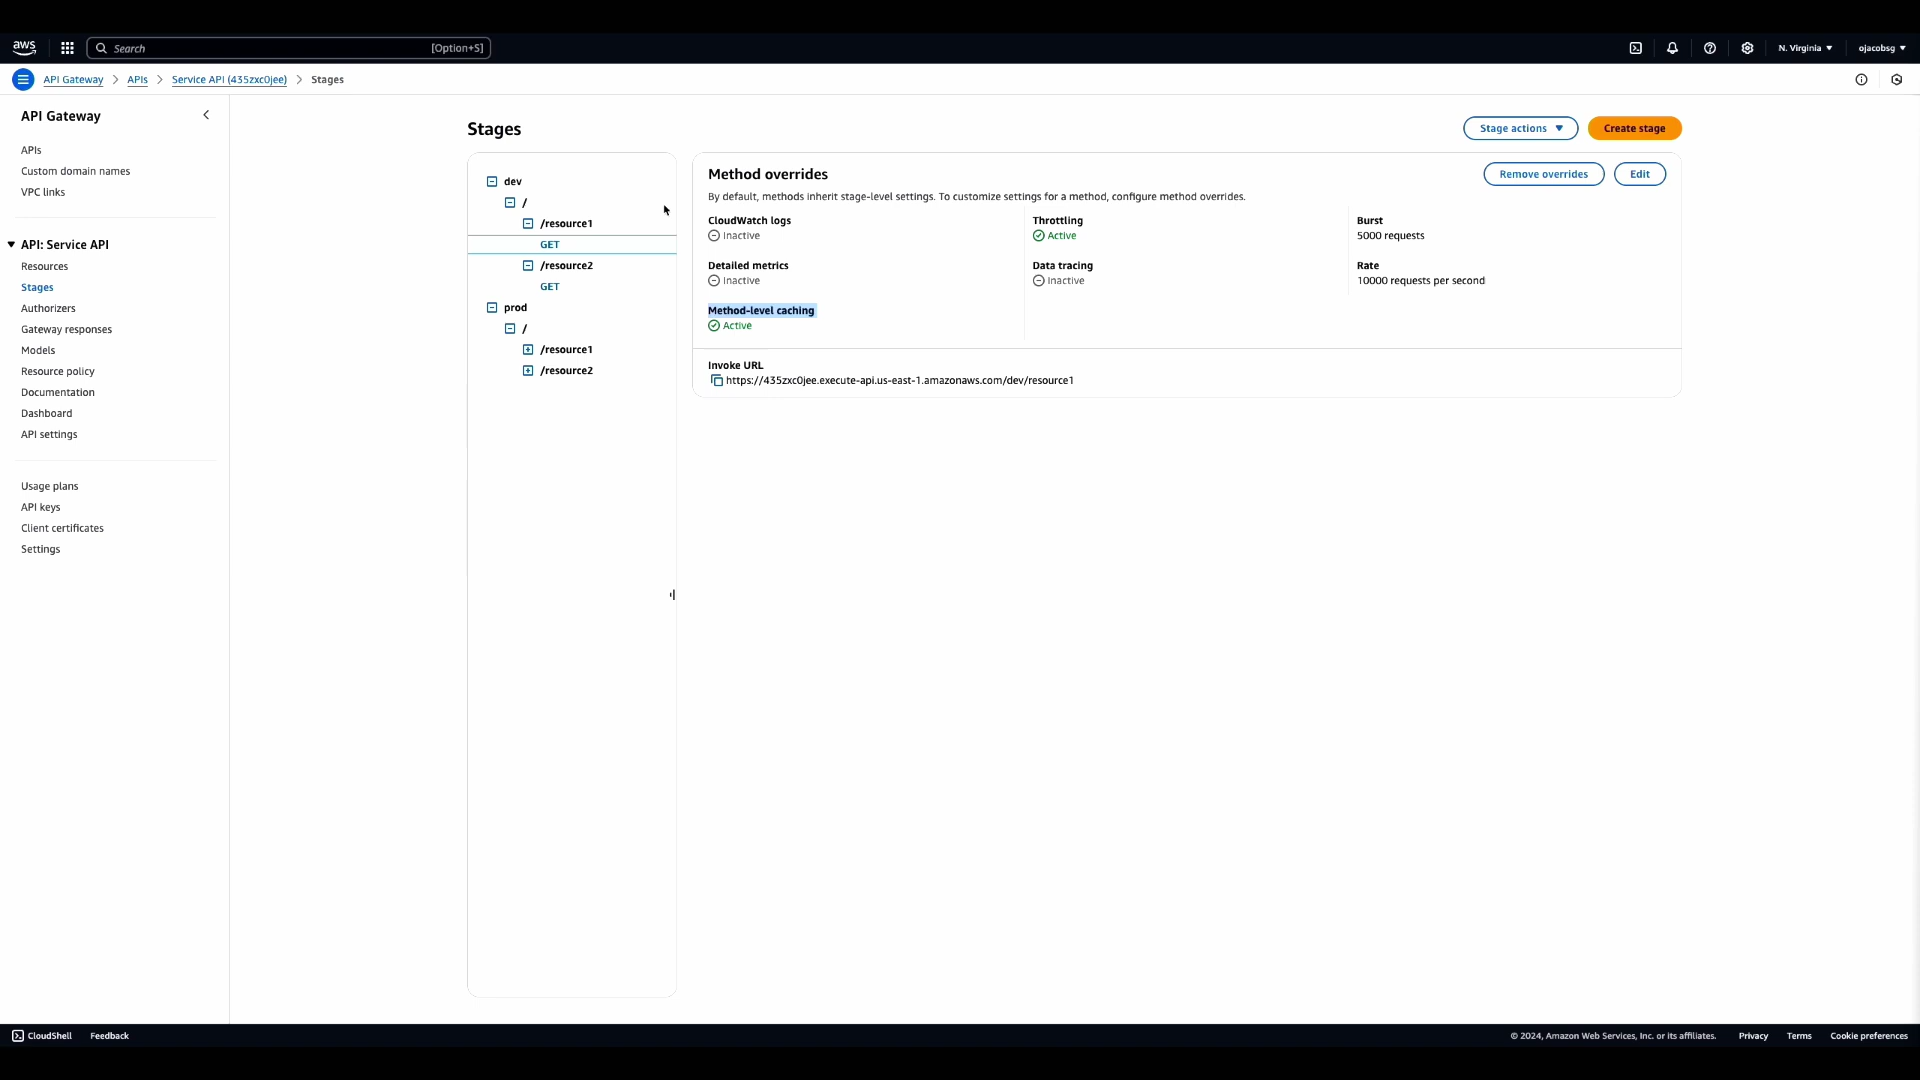 aws
Search
[Option+S]
N. Virginia
ojacobsg
API Gateway > APIs > Service API (435zxc0jee) > Stages
API Gateway
APIs
Custom domain names
VPC links
API: Service API
Resources
Stages
Authorizers
Gateway responses
Models
Resource policy
Documentation
Dashboard
API settings
Usage plans
API keys
Client certificates
Settings
Stages
Stage actions
Create stage
dev
/
/resource1
GET
/resource2
GET
prod
/
/resource1
/resource2
Method overrides
Remove overrides
Edit
By default, methods inherit stage-level settings. To customize settings for a method, configure method overrides.
CloudWatch logs
Inactive
Detailed metrics
Inactive
Method-level caching
Active
Throttling
Active
Data tracing
Inactive
Burst
5000 requests
Rate
10000 requests per second
Invoke URL
https://435zxc0jee.execute-api.us-east-1.amazonaws.com/dev/resource1
CloudShell
Feedback
© 2024, Amazon Web Services, Inc. or its affiliates.
Privacy
Terms
Cookie preferences